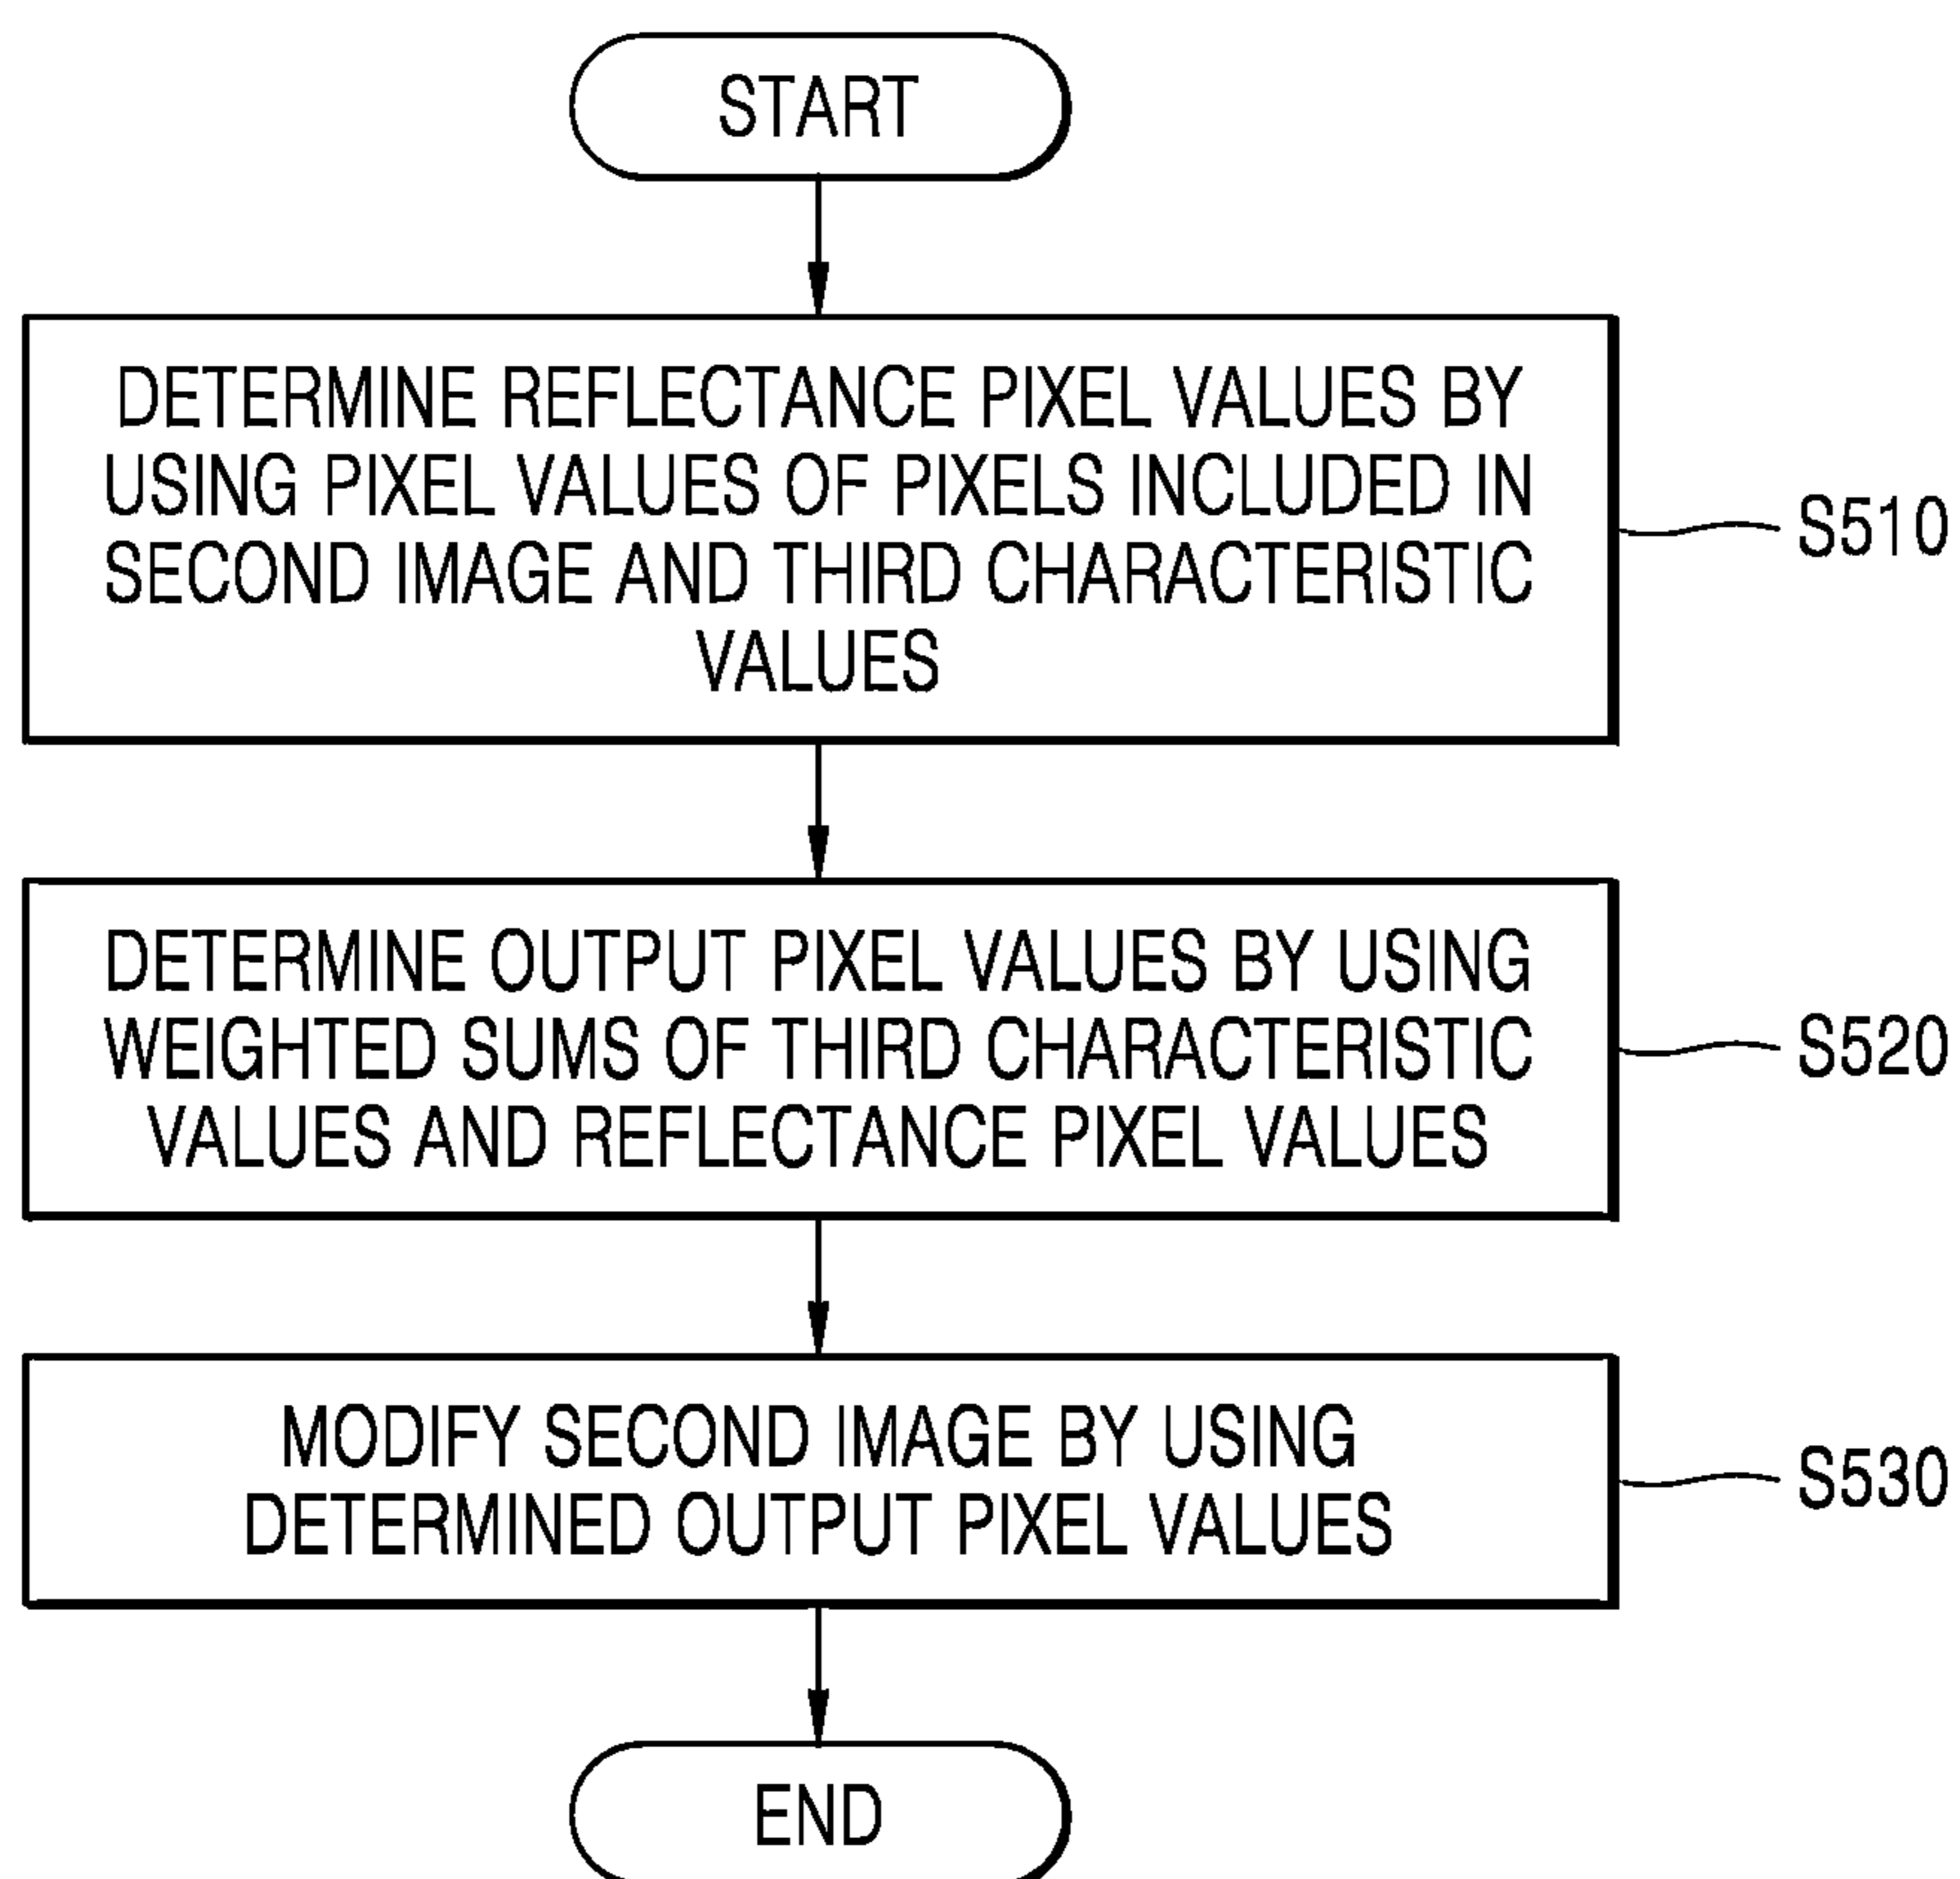 START
DETERMINE REFLECTANCE PIXEL VALUES BY
USING PIXEL VALUES OF PIXELS INCLUDED IN
SECOND IMAGE AND THIRD CHARACTERISTIC
VALUES
S510
DETERMINE OUTPUT PIXEL VALUES BY USING
WEIGHTED SUMS OF THIRD CHARACTERISTIC
VALUES AND REFLECTANCE PIXEL VALUES
S520
MODIFY SECOND IMAGE BY USING
DETERMINED OUTPUT PIXEL VALUES
S530
END